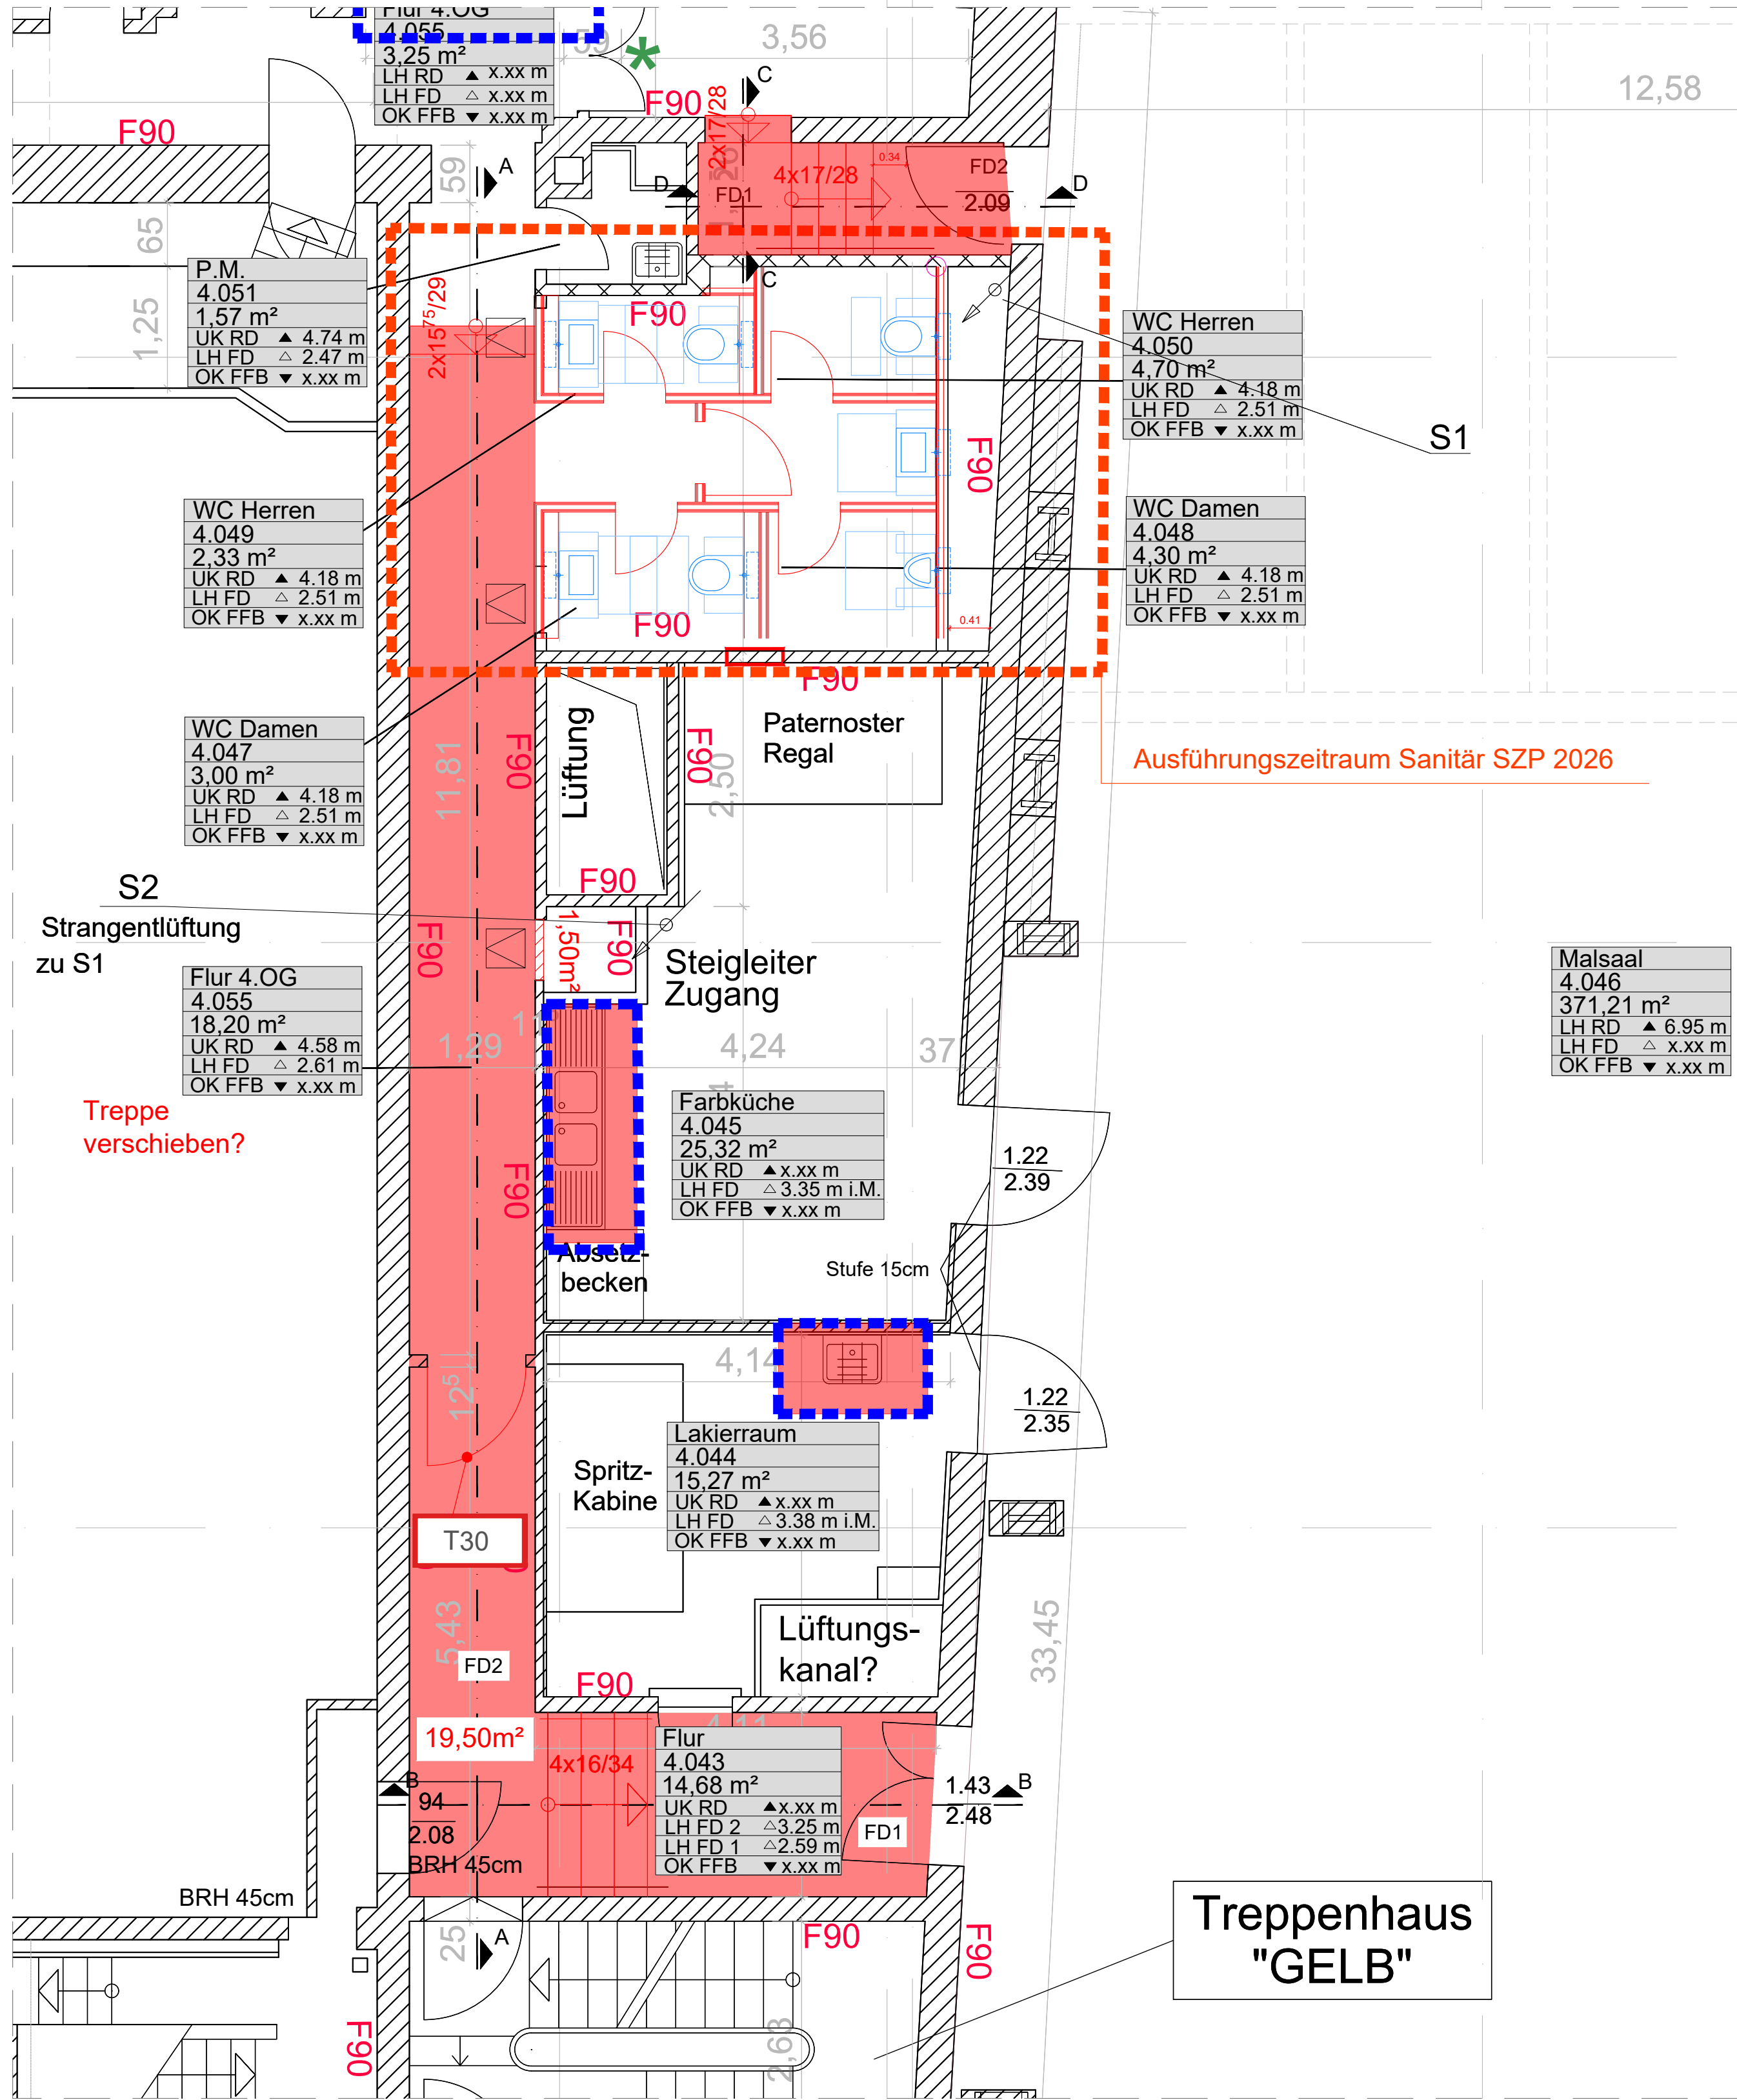 Flur 4.OG
4.055
3,25 m²
LH RD ▲ x.xx m
LH FD △ x.xx m
OK FFB ▼ x.xx m
59
*
3,56
12,58
C
F90
F90
2x17/28
59
A
D
FD1
4x17/28
0.34
FD2
2.09
D
65
1,25
P.M.
4.051
1,57 m²
UK RD ▲ 4.74 m
LH FD △ 2.47 m
OK FFB ▼ x.xx m
2x15⁷⁵/29
C
F90
WC Herren
4.050
4,70 m²
UK RD ▲ 4.18 m
LH FD △ 2.51 m
OK FFB ▼ x.xx m
S1
F90
WC Herren
4.049
2,33 m²
UK RD ▲ 4.18 m
LH FD △ 2.51 m
OK FFB ▼ x.xx m
WC Damen
4.048
4,30 m²
UK RD ▲ 4.18 m
LH FD △ 2.51 m
OK FFB ▼ x.xx m
F90
0.41
F90
WC Damen
4.047
3,00 m²
UK RD ▲ 4.18 m
LH FD △ 2.51 m
OK FFB ▼ x.xx m
11,81
F90
Lüftung
F90
2,50
Paternoster
Regal
Ausführungszeitraum Sanitär SZP 2026
F90
S2
Strangentlüftung
zu S1
F90
1,50m²
F90
Steigleiter
Zugang
Malsaal
4.046
371,21 m²
LH RD ▲ 6.95 m
LH FD △ x.xx m
OK FFB ▼ x.xx m
Flur 4.OG
4.055
18,20 m²
UK RD ▲ 4.58 m
LH FD △ 2.61 m
OK FFB ▼ x.xx m
1,29
4,24
37
Treppe
verschieben?
F90
Farbküche
4.045
25,32 m²
UK RD ▲ x.xx m
LH FD △ 3.35 m i.M.
OK FFB ▼ x.xx m
1.22
2.39
Absetz-
becken
Stufe 15cm
4,14
12⁵
1.22
2.35
Lakierraum
4.044
15,27 m²
UK RD ▲ x.xx m
LH FD △ 3.38 m i.M.
OK FFB ▼ x.xx m
Spritz-
Kabine
T30
5,43
FD2
Lüftungs-
kanal?
33,45
F90
19,50m²
4x16/34
4,11
Flur
4.043
14,68 m²
UK RD ▲ x.xx m
LH FD 2 △ 3.25 m
LH FD 1 △ 2.59 m
OK FFB ▼ x.xx m
B
94
2.08
BRH 45cm
FD1
1.43
2.48
B
BRH 45cm
25
A
F90
F90
Treppenhaus
"GELB"
F90
2,63